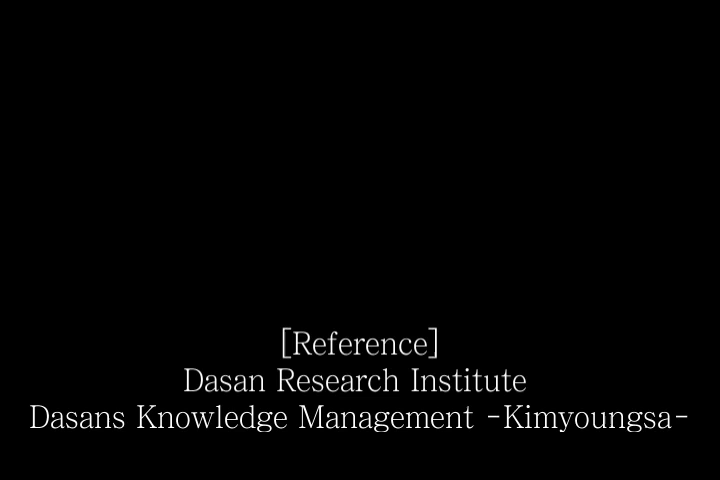 [Reference]
Dasan Research Institute
Dasans Knowledge Management -Kimyoungsa-